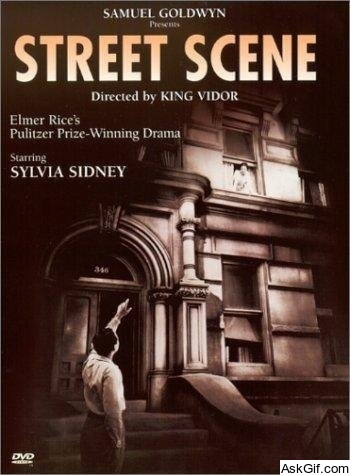 SAMUEL GOLDWYN
Presents
STREET SCENE
Directed by KING VIDOR
Elmer Rice's
Pulitzer Prize-Winning Drama
Starring
SYLVIA SIDNEY
346
DVD
AskGif.com